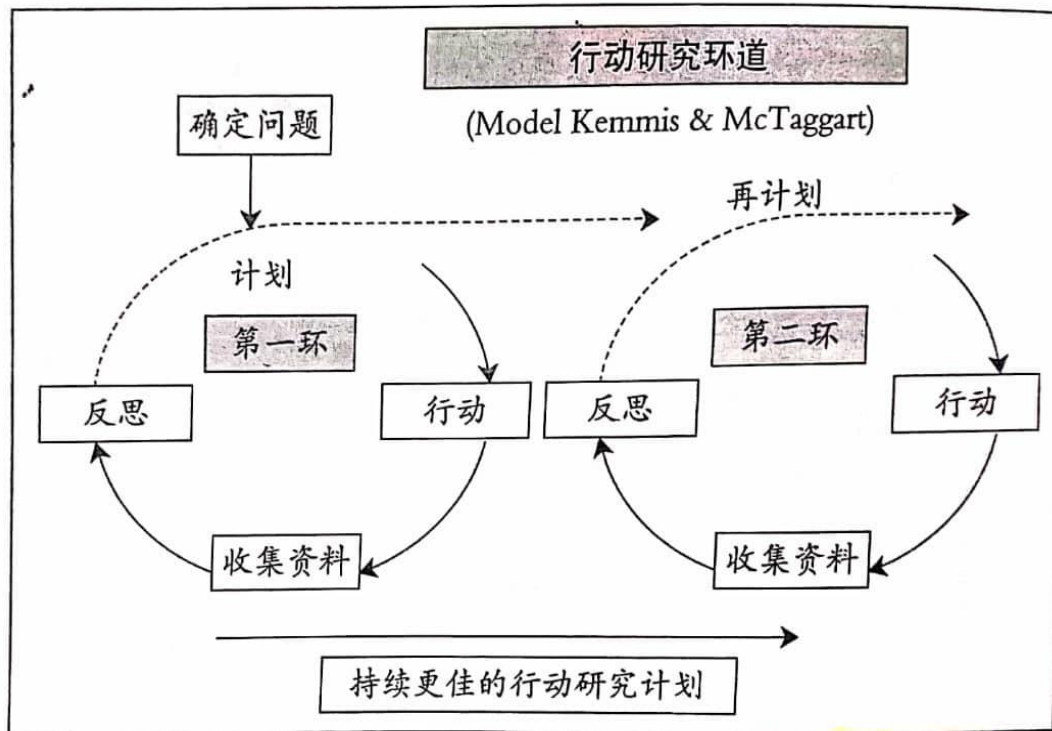 行动研究环道
(Model Kemmis & McTaggart)
确定问题
再计划
计划
第一环
第二环
反思
行动
反思
行动
收集资料
收集资料
持续更佳的行动研究计划